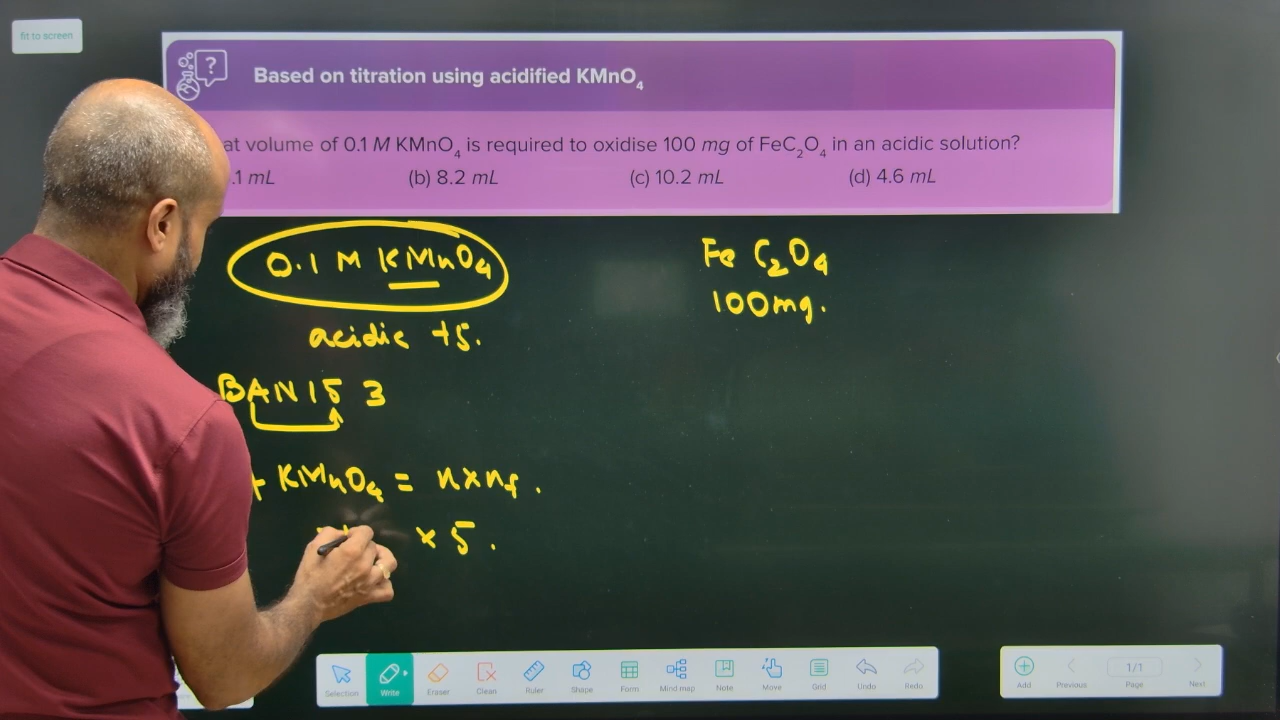 fit to screen
?
Based on titration using acidified KMnO₄
at volume of 0.1 M KMnO₄ is required to oxidise 100 mg of FeC₂O₄ in an acidic solution?
.1 mL (b) 8.2 mL (c) 10.2 mL (d) 4.6 mL
0.1 M KMnO₄
Fe C₂O₄
100mg.
acidic +5.
BAN 15 3
+ KMnO₄ = n×nf.
× 5.
Selection Write Eraser Clean Ruler Shape Form Mind map Note Move Grid Undo Redo
Add Previous 1/1 Page Next